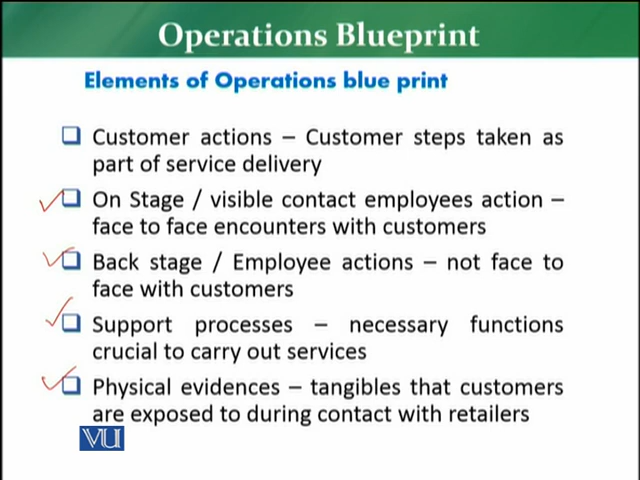 Operations Blueprint
Elements of Operations blue print
Customer actions – Customer steps taken as
part of service delivery
On Stage / visible contact employees action –
face to face encounters with customers
Back stage / Employee actions – not face to
face with customers
Support processes – necessary functions
crucial to carry out services
Physical evidences – tangibles that customers
are exposed to during contact with retailers
VU